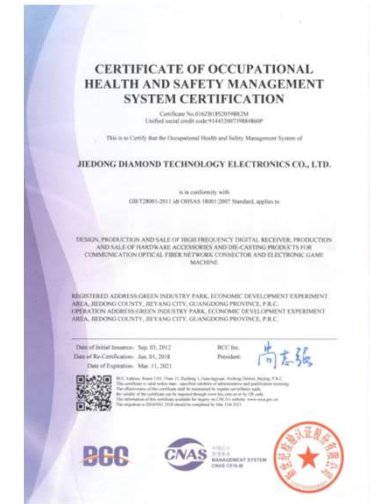 CERTIFICATE OF OCCUPATIONAL
HEALTH AND SAFETY MANAGEMENT
SYSTEM CERTIFICATION
This is to Certify that the Occupational Health and Safety Management System of
JIEDONG DIAMOND TECHNOLOGY ELECTRONICS CO., LTD.
is in conformity with
GB/T28001-2011 idt OHSAS 18001:2007 Standard, applies to
DESIGN, PRODUCTION AND SALE OF HIGH FREQUENCY DIGITAL RECEIVER, PRODUCTION
AND SALE OF HARDWARE ACCESSORIES AND DIE-CASTING PRODUCTS FOR
COMMUNICATION OPTICAL FIBER NETWORK CONNECTOR AND ELECTRONIC GAME
MACHINE
REGISTERED ADDRESS:GREEN INDUSTRY PARK, ECONOMIC DEVELOPMENT EXPERIMENT
AREA, JIEDONG COUNTY, JIEYANG CITY, GUANGDONG PROVINCE, P.R.C.
OPERATION ADDRESS:GREEN INDUSTRY PARK, ECONOMIC DEVELOPMENT EXPERIMENT
AREA, JIEDONG COUNTY, JIEYANG CITY, GUANGDONG PROVINCE, P.R.C.
Date of Initial Issuance: Sep. 03, 2012
BCC Inc.
Date of Re-Certification: Jun. 01, 2018
President:
Date of Expiration: Mar. 11, 2021
BCC
CNAS
MANAGEMENT SYSTEM